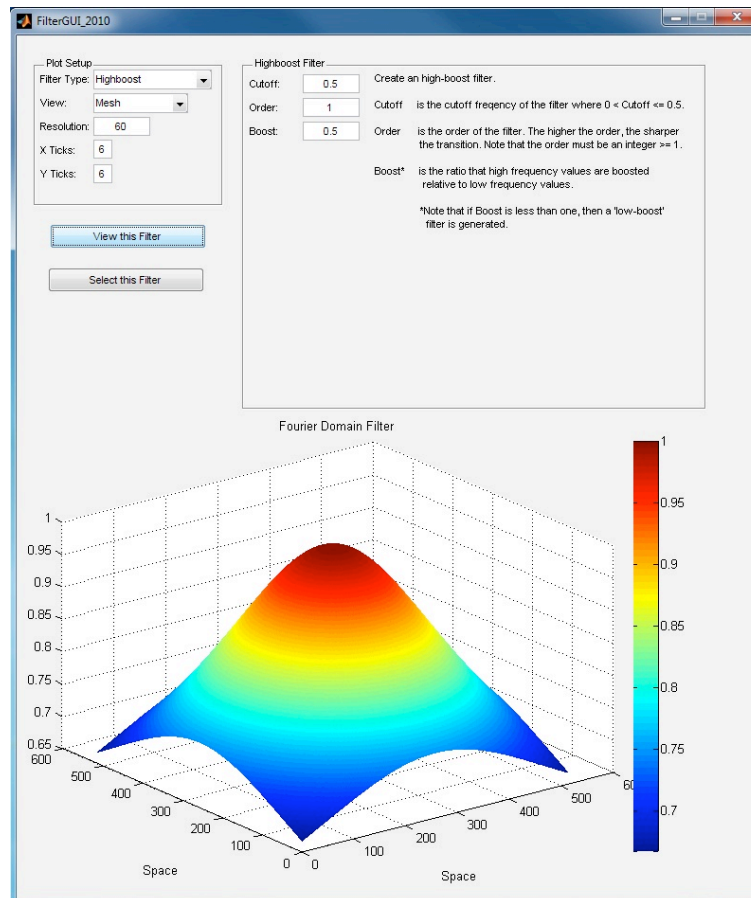 FilterGUI_2010
Plot Setup
Filter Type: Highboost
View: Mesh
Resolution: 60
X Ticks: 6
Y Ticks: 6
View this Filter
Select this Filter
Highboost Filter
Cutoff: 0.5
Order: 1
Boost: 0.5
Create an high-boost filter.
Cutoff is the cutoff freqency of the filter where 0 < Cutoff <= 0.5.
Order is the order of the filter. The higher the order, the sharper
the transition. Note that the order must be an integer >= 1.
Boost* is the ratio that high frequency values are boosted
relative to low frequency values.
*Note that if Boost is less than one, then a 'low-boost'
filter is generated.
Fourier Domain Filter
1
0.95
0.9
0.85
0.8
0.75
0.7
0.65
600
500
400
300
200
100
0
Space
0
100
200
300
400
500
Space
1
0.95
0.9
0.85
0.8
0.75
0.7